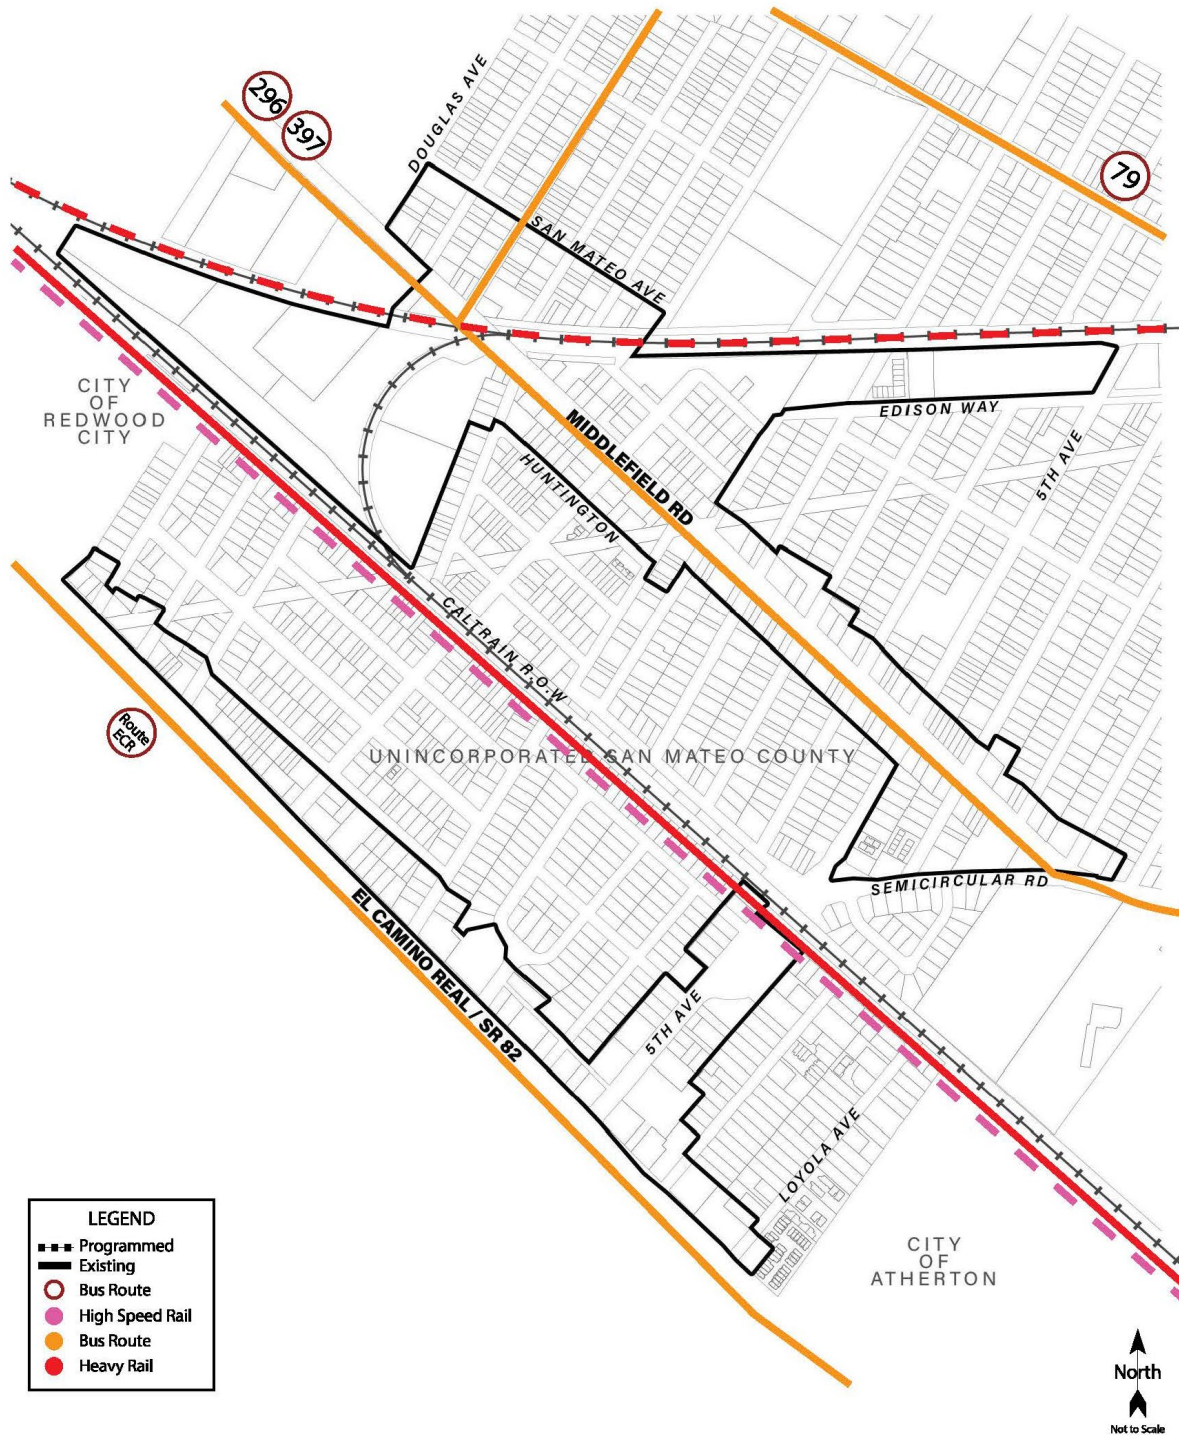 DOUGLAS AVE
296
397
79
SAN MATEO AVE
CITY
OF
REDWOOD
CITY
EDISON WAY
MIDDLEFIELD RD
HUNTINGTON
5TH AVE
CALTRAIN R.O.W
Route
ECR
UNINCORPORATED SAN MATEO COUNTY
SEMICIRCULAR RD
EL CAMINO REAL / SR 82
5TH AVE
LOYOLA AVE
CITY
OF
ATHERTON
LEGEND
Programmed
Existing
Bus Route
High Speed Rail
Bus Route
Heavy Rail
North
Not to Scale